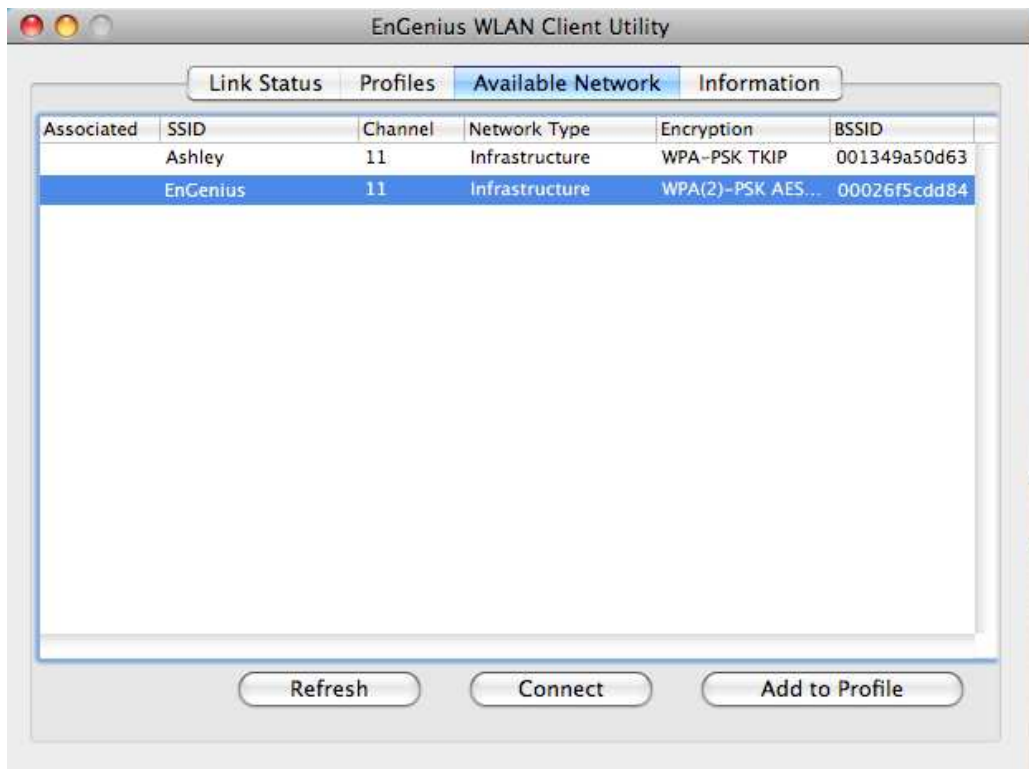 EnGenius WLAN Client Utility
Link Status Profiles Available Network Information
Associated SSID Channel Network Type Encryption BSSID
Ashley 11 Infrastructure WPA-PSK TKIP 001349a50d63
EnGenius 11 Infrastructure WPA(2)-PSK AES... 00026f5cdd84
Refresh Connect Add to Profile